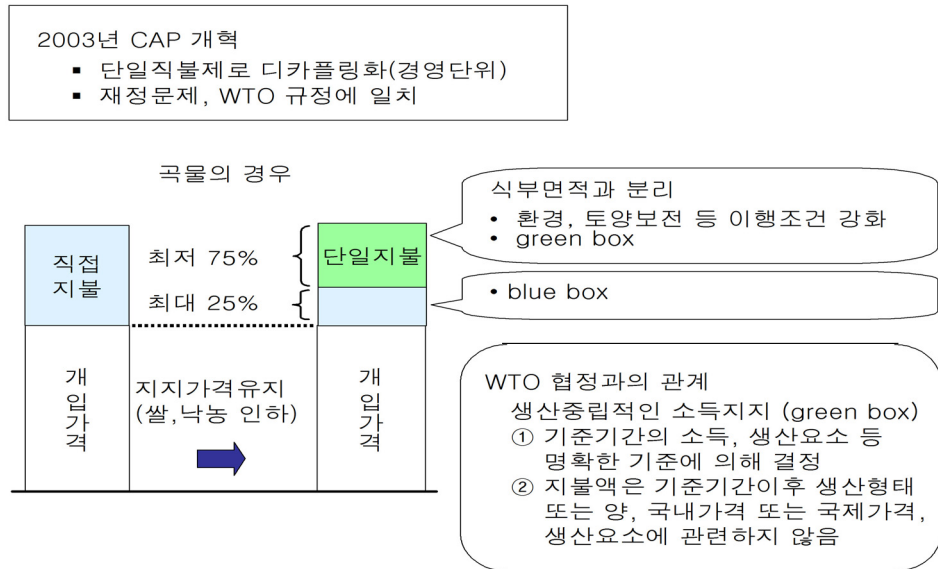 2003년 CAP 개혁
▪ 단일직불제로 디카플링화(경영단위)
▪ 재정문제, WTO 규정에 일치
곡물의 경우
직접
지불
최저 75%
최대 25%
단일지불
식부면적과 분리
• 환경, 토양보전 등 이행조건 강화
• green box
• blue box
개입가격
지지가격유지
(쌀,낙농 인하)
개입가격
WTO 협정과의 관계
생산중립적인 소득지지 (green box)
① 기준기간의 소득, 생산요소 등
명확한 기준에 의해 결정
② 지불액은 기준기간이후 생산형태
또는 양, 국내가격 또는 국제가격,
생산요소에 관련하지 않음